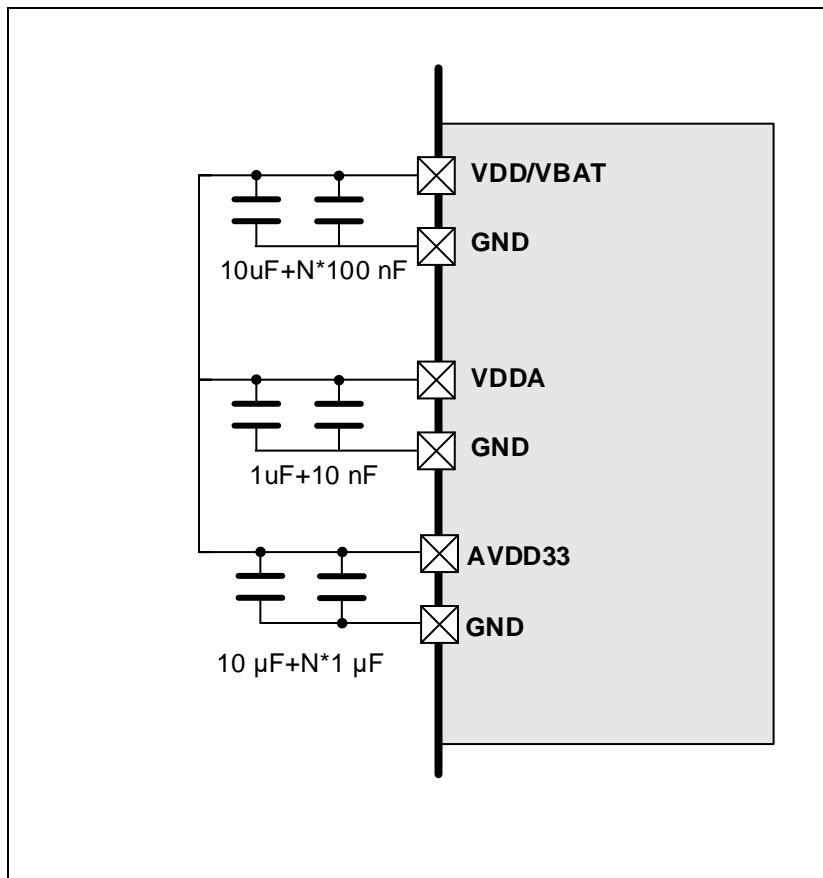 VDD/VBAT
GND
10uF+N*100 nF
VDDA
GND
1uF+10 nF
AVDD33
GND
10 μF+N*1 μF